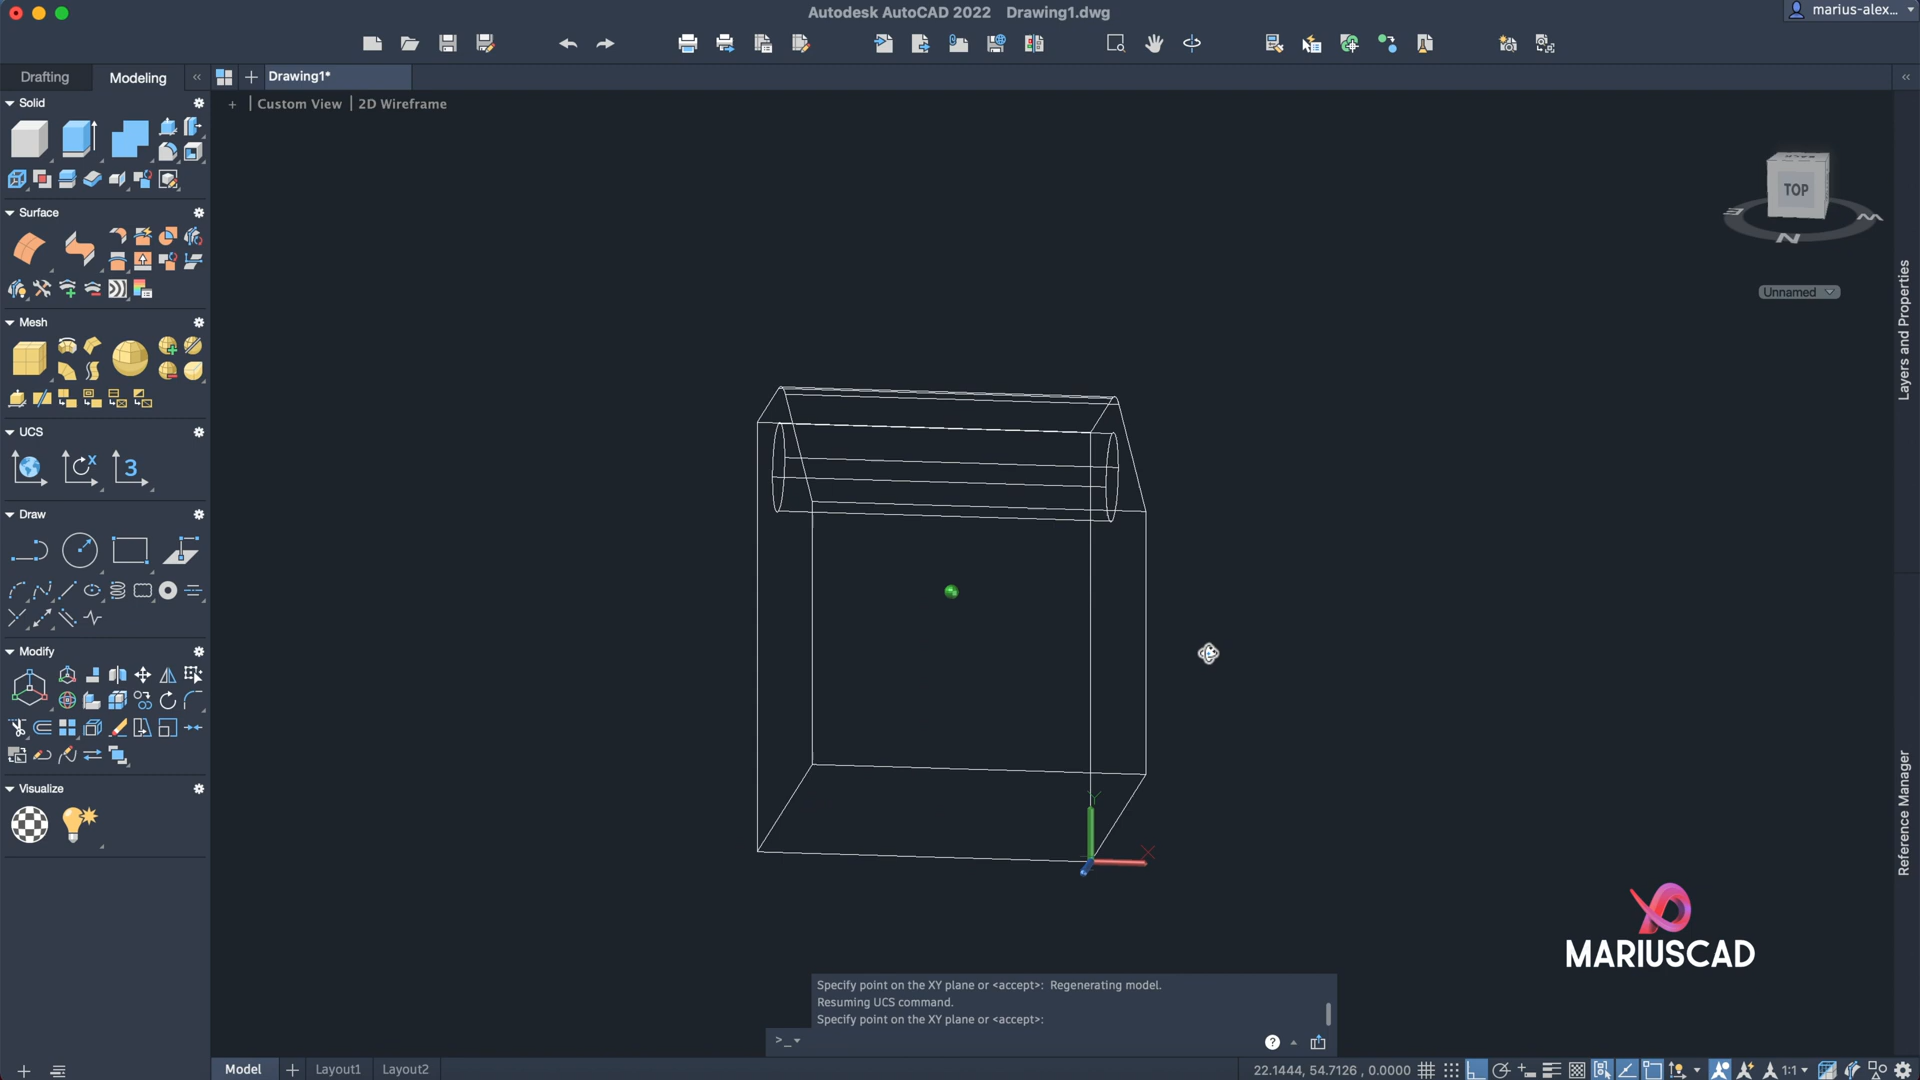 Autodesk AutoCAD 2022 Drawing1.dwg
marius-alex...
Drafting
Modeling
Drawing1*
Solid
+ | Custom View | 2D Wireframe
TOP
N
Unnamed
Surface
Mesh
UCS
X
3
Draw
Modify
Visualize
Layers and Properties
Reference Manager
Y
X
MARIUSCAD
Specify point on the XY plane or <accept>: Regenerating model.
Resuming UCS command.
Specify point on the XY plane or <accept>:
>_
?
Model
Layout1
Layout2
22.1444, 54.7126 , 0.0000
1:1